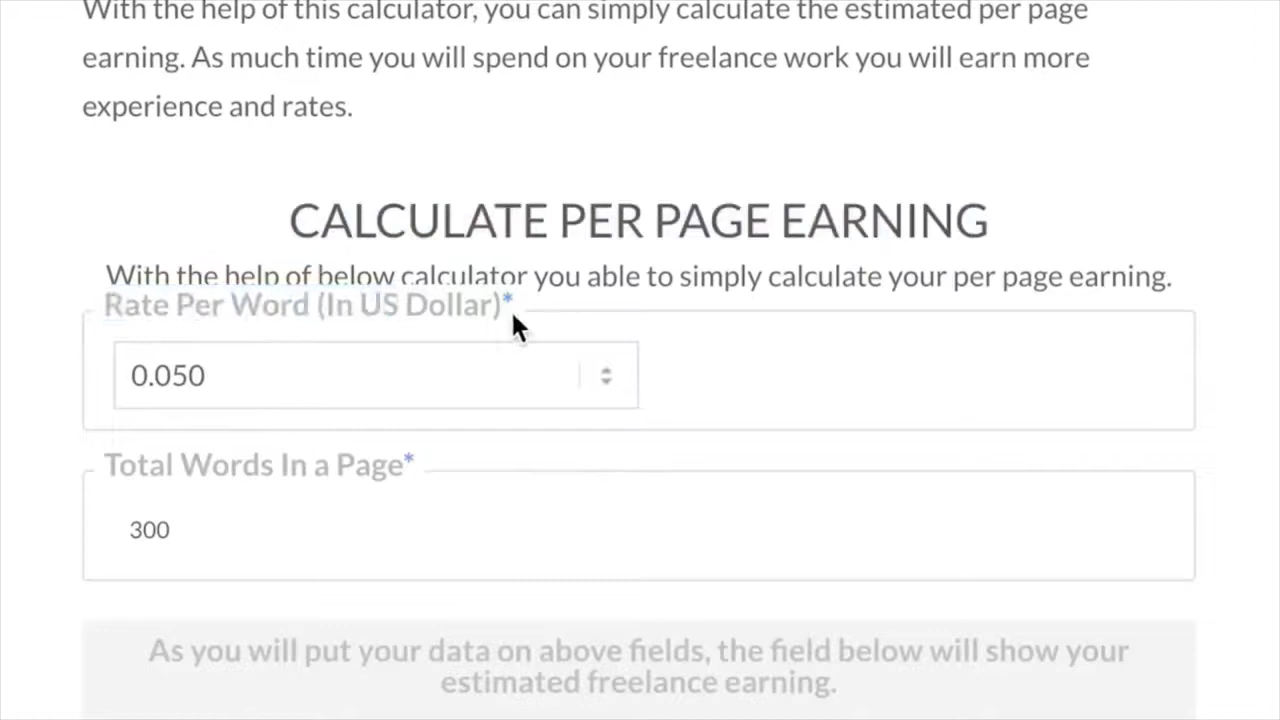 With the help of this calculator, you can simply calculate the estimated per page
earning. As much time you will spend on your freelance work you will earn more
experience and rates.
CALCULATE PER PAGE EARNING
With the help of below calculator you able to simply calculate your per page earning.
Rate Per Word (In US Dollar)*
0.050
Total Words In a Page*
300
As you will put your data on above fields, the field below will show your
estimated freelance earning.